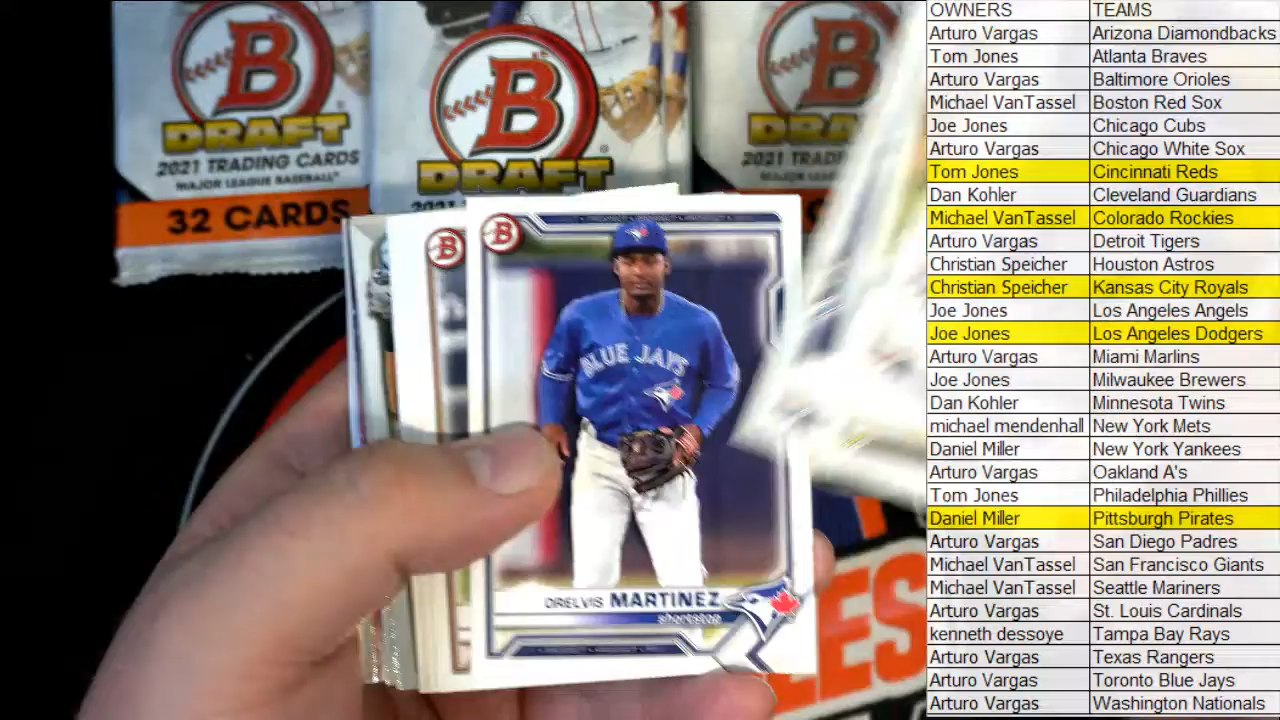 B
DRAFT
2021 TRADING CARDS
MAJOR LEAGUE BASEBALL
32 CARDS
B
DRAFT
B
2021
B
B
BLUE JAYS
ORELVIS MARTINEZ
shortstop
LES
OWNERS TEAMS
Arturo Vargas Arizona Diamondbacks
Tom Jones Atlanta Braves
Arturo Vargas Baltimore Orioles
Michael VanTassel Boston Red Sox
Joe Jones Chicago Cubs
Arturo Vargas Chicago White Sox
Tom Jones Cincinnati Reds
Dan Kohler Cleveland Guardians
Michael VanTassel Colorado Rockies
Arturo Vargas Detroit Tigers
Christian Speicher Houston Astros
Christian Speicher Kansas City Royals
Joe Jones Los Angeles Angels
Joe Jones Los Angeles Dodgers
Arturo Vargas Miami Marlins
Joe Jones Milwaukee Brewers
Dan Kohler Minnesota Twins
michael mendenhall New York Mets
Daniel Miller New York Yankees
Arturo Vargas Oakland A's
Tom Jones Philadelphia Phillies
Daniel Miller Pittsburgh Pirates
Arturo Vargas San Diego Padres
Michael VanTassel San Francisco Giants
Michael VanTassel Seattle Mariners
Arturo Vargas St. Louis Cardinals
kenneth dessoye Tampa Bay Rays
Arturo Vargas Texas Rangers
Arturo Vargas Toronto Blue Jays
Arturo Vargas Washington Nationals